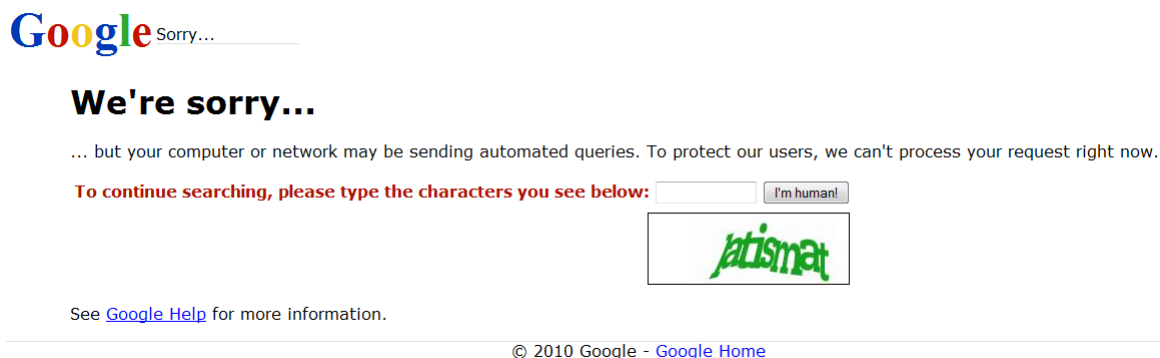 Google Sorry...
We're sorry...
... but your computer or network may be sending automated queries. To protect our users, we can't process your request right now.
To continue searching, please type the characters you see below: I'm human!
See Google Help for more information.
© 2010 Google - Google Home